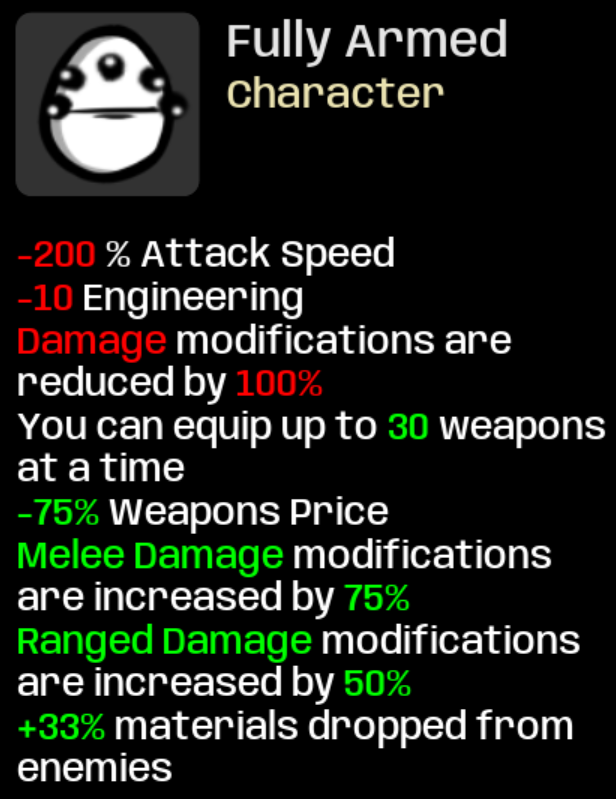 Fully Armed
Character
-200 % Attack Speed
-10 Engineering
Damage modifications are
reduced by 100%
You can equip up to 30 weapons
at a time
-75% Weapons Price
Melee Damage modifications
are increased by 75%
Ranged Damage modifications
are increased by 50%
+33% materials dropped from
enemies